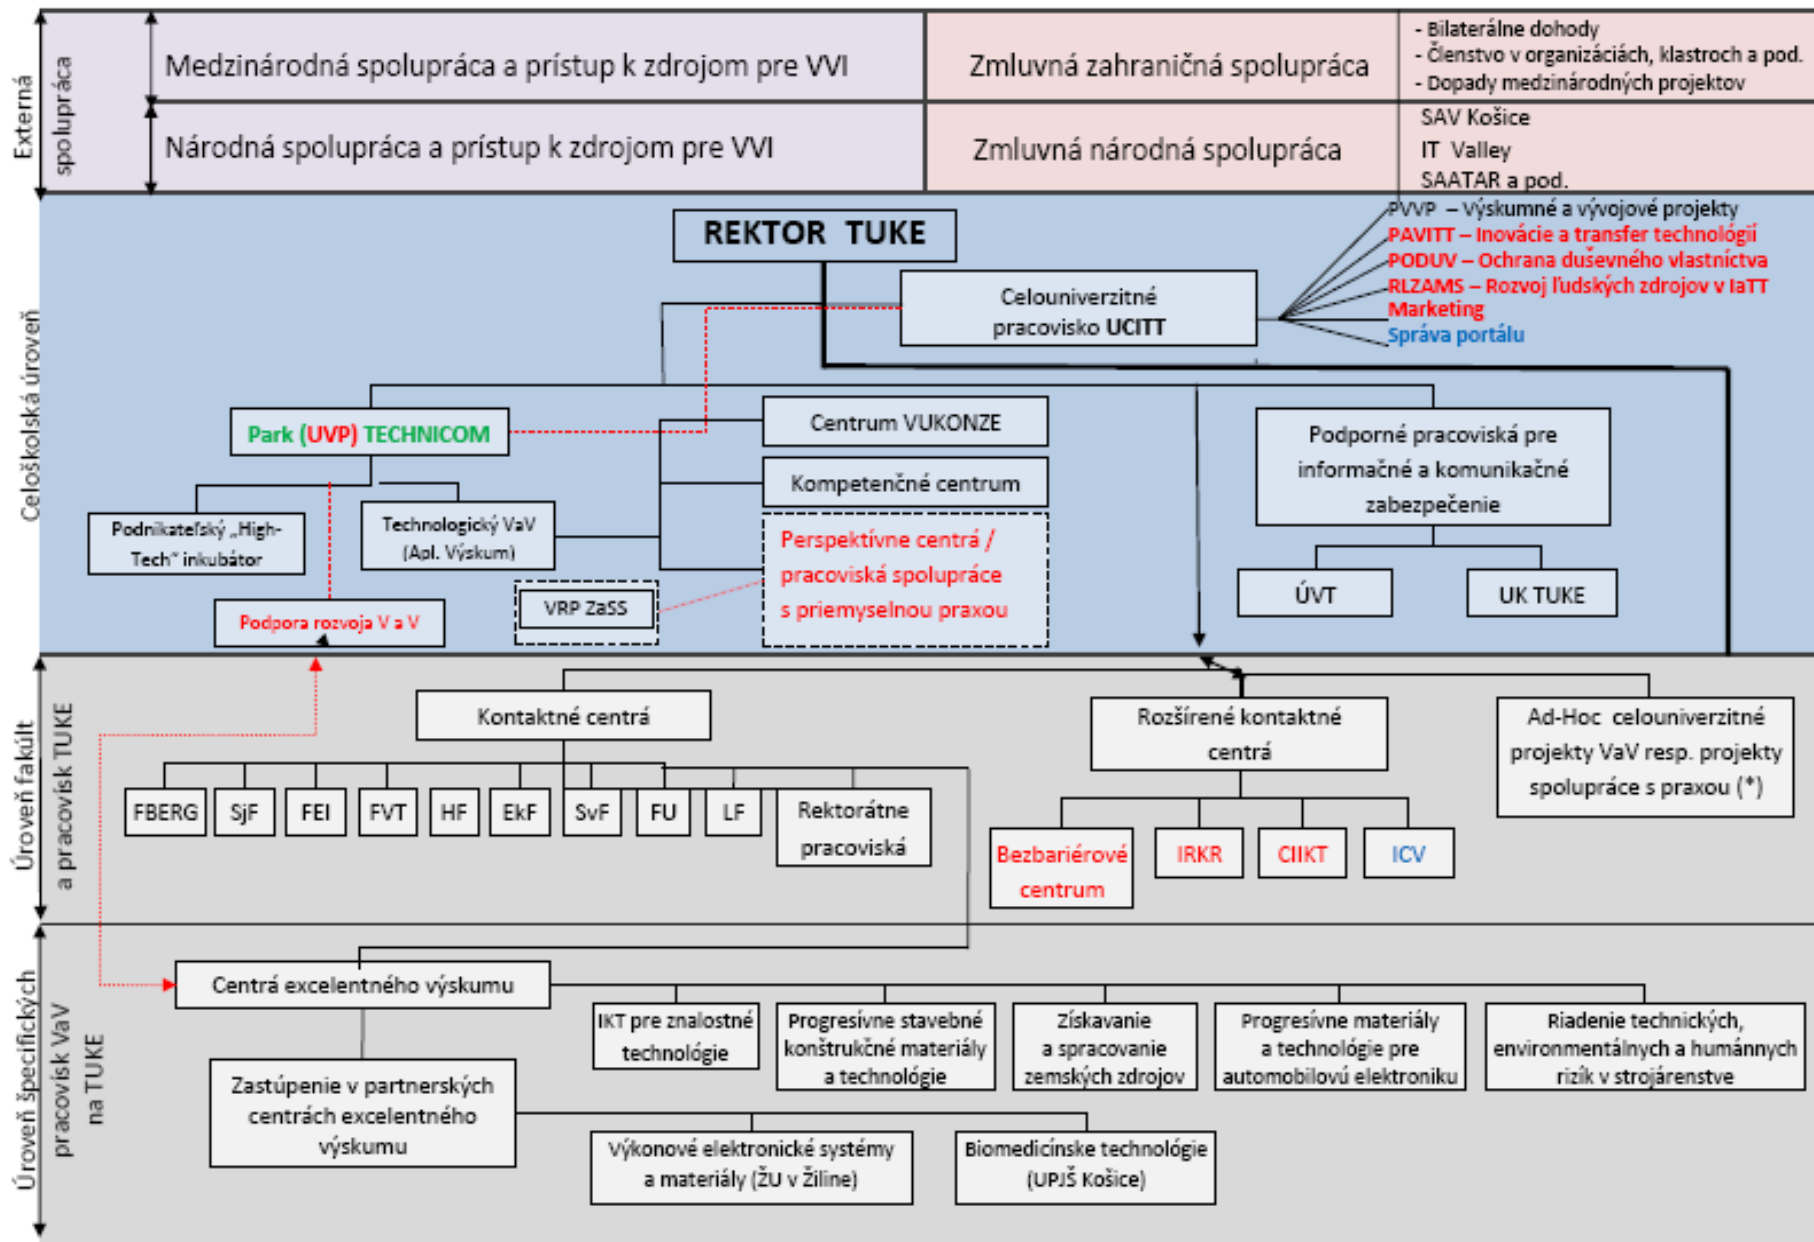 Externá
spolupráca
Medzinárodná spolupráca a prístup k zdrojom pre VVI
Zmluvná zahraničná spolupráca
- Bilaterálne dohody
- Členstvo v organizáciách, klastroch a pod.
- Dopady medzinárodných projektov
Národná spolupráca a prístup k zdrojom pre VVI
Zmluvná národná spolupráca
SAV Košice
IT Valley
SAATAR a pod.
Celoškolská úroveň
REKTOR TUKE
Celouniverzitné
pracovisko UCITT
PVVP – Výskumné a vývojové projekty
PAVITT – Inovácie a transfer technológií
PODUV – Ochrana duševného vlastníctva
RLZAMS – Rozvoj ľudských zdrojov v IaTT
Marketing
Správa portálu
Park (UVP) TECHNICOM
Centrum VUKONZE
Kompetenčné centrum
Podporné pracoviská pre
informačné a komunikačné
zabezpečenie
Podnikateľský „High-
Tech“ inkubátor
Technologický VaV
(Apl. Výskum)
Perspektívne centrá /
pracoviská spolupráce
s priemyselnou praxou
VRP ZaSS
Podpora rozvoja V a V
ÚVT
UK TUKE
Úroveň fakúlt
a pracovísk TUKE
Kontaktné centrá
Rozšírené kontaktné
centrá
Ad-Hoc celouniverzitné
projekty VaV resp. projekty
spolupráce s praxou (*)
FBERG
SjF
FEI
FVT
HF
EkF
SvF
FU
LF
Rektorátne
pracoviská
Bezbariérové
centrum
IRKR
CIIKT
ICV
Úroveň špecifických
pracovísk VaV
na TUKE
Centrá excelentného výskumu
IKT pre znalostné
technológie
Progresívne stavebné
konštrukčné materiály
a technológie
Získavanie
a spracovanie
zemských zdrojov
Progresívne materiály
a technológie pre
automobilovú elektroniku
Riadenie technických,
environmentálnych a humánnych
rizík v strojárenstve
Zastúpenie v partnerských
centrách excelentného
výskumu
Výkonové elektronické systémy
a materiály (ŽU v Žiline)
Biomedicínske technológie
(UPJŠ Košice)